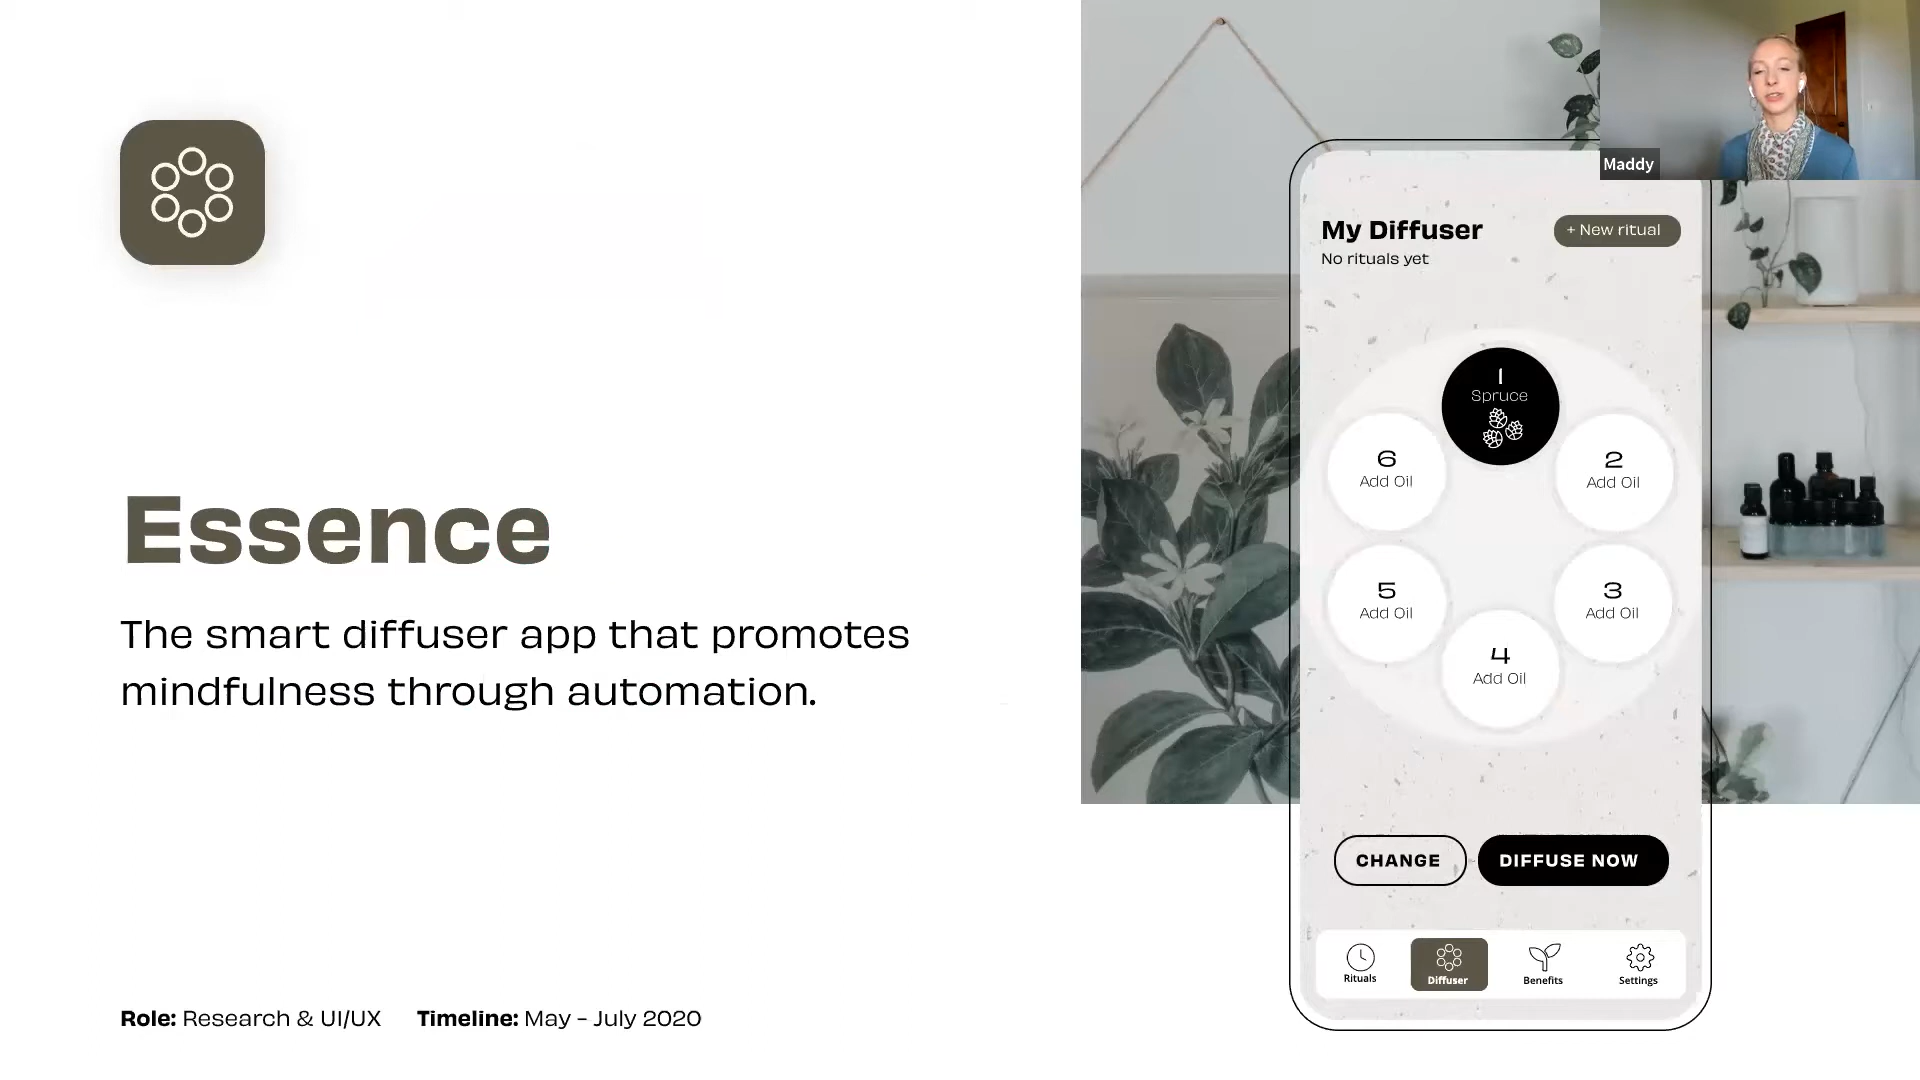 Maddy
Essence
The smart diffuser app that promotes
mindfulness through automation.
Role: Research & UI/UX Timeline: May - July 2020
My Diffuser
+ New ritual
No rituals yet
1
Spruce
6
Add Oil
2
Add Oil
5
Add Oil
3
Add Oil
4
Add Oil
CHANGE
DIFFUSE NOW
Rituals
Diffuser
Benefits
Settings